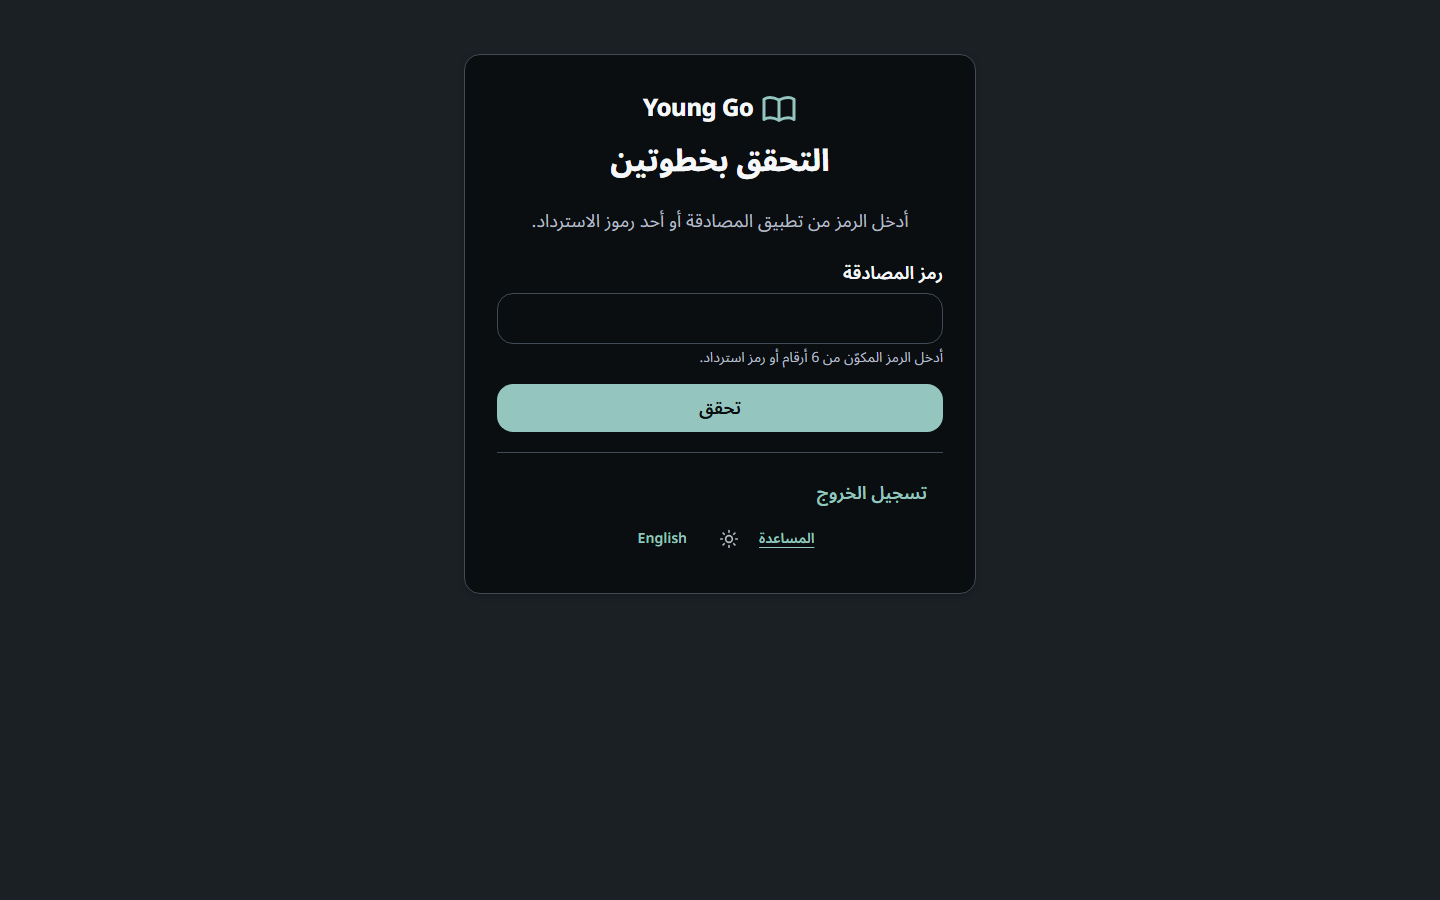 Young Go
التحقق بخطوتين
أدخل الرمز من تطبيق المصادقة أو أحد رموز الاسترداد.
رمز المصادقة
أدخل الرمز المكوّن من 6 أرقام أو رمز استرداد.
تحقق
تسجيل الخروج
المساعدة English